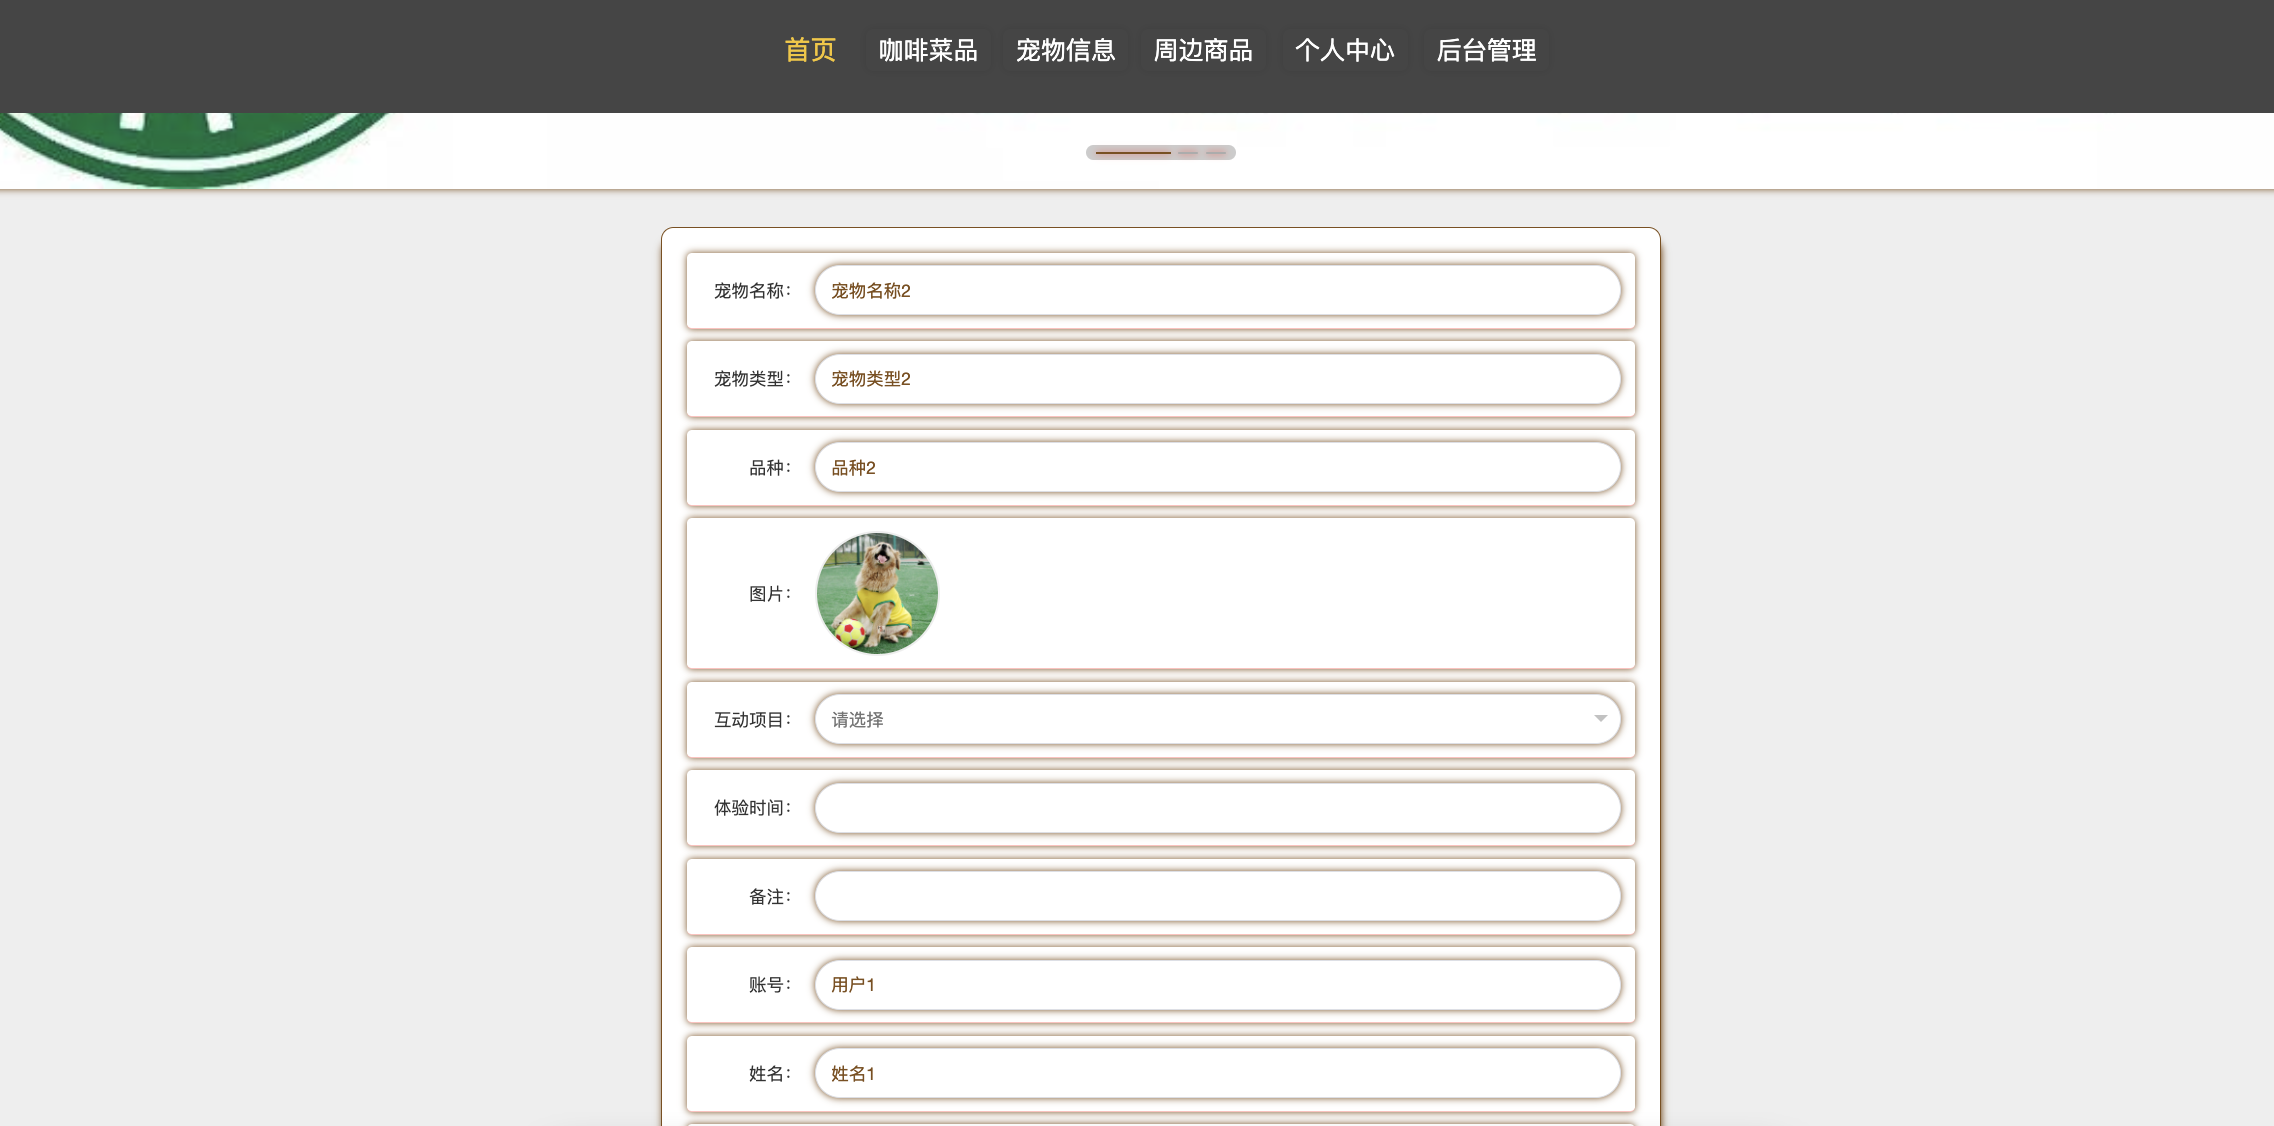 首页 咖啡菜品 宠物信息 周边商品 个人中心 后台管理
宠物名称： 宠物名称2
宠物类型： 宠物类型2
品种： 品种2
图片：
互动项目： 请选择
体验时间：
备注：
账号： 用户1
姓名： 姓名1